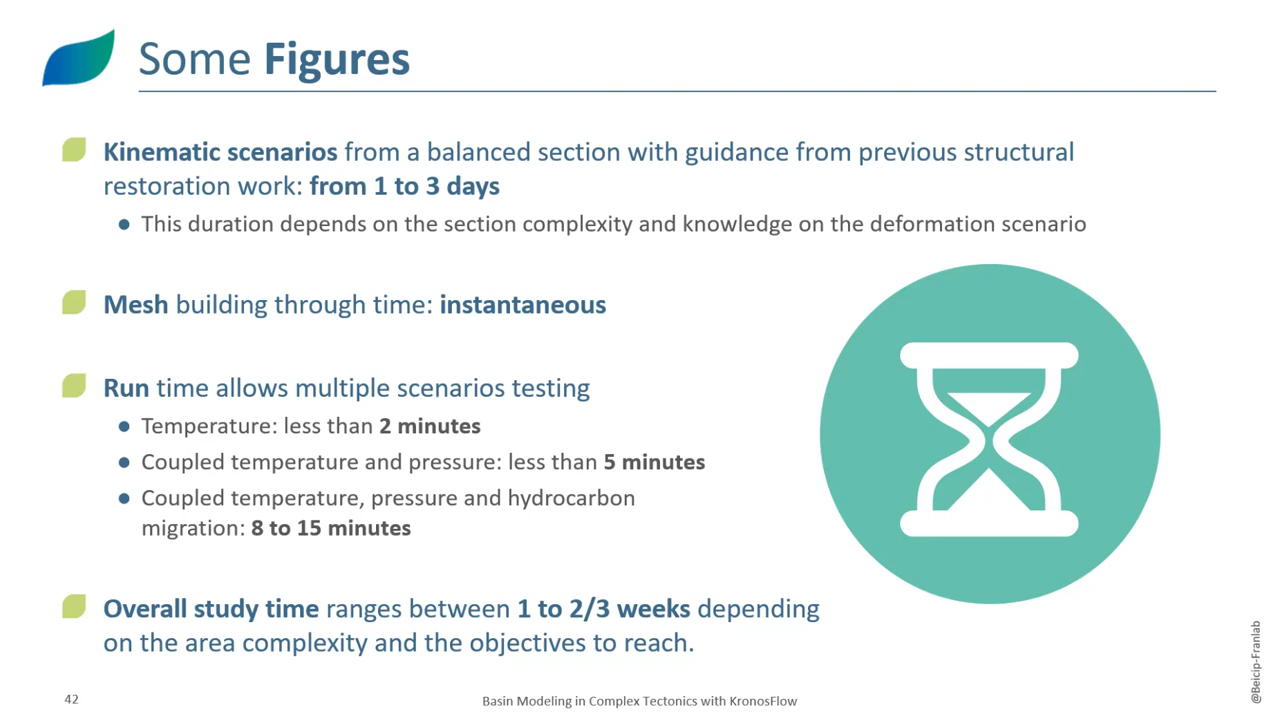 Some Figures
Kinematic scenarios from a balanced section with guidance from previous structural
restoration work: from 1 to 3 days
This duration depends on the section complexity and knowledge on the deformation scenario
Mesh building through time: instantaneous
Run time allows multiple scenarios testing
Temperature: less than 2 minutes
Coupled temperature and pressure: less than 5 minutes
Coupled temperature, pressure and hydrocarbon
migration: 8 to 15 minutes
Overall study time ranges between 1 to 2/3 weeks depending
on the area complexity and the objectives to reach.
42
Basin Modeling in Complex Tectonics with KronosFlow
@Beicip-Franlab